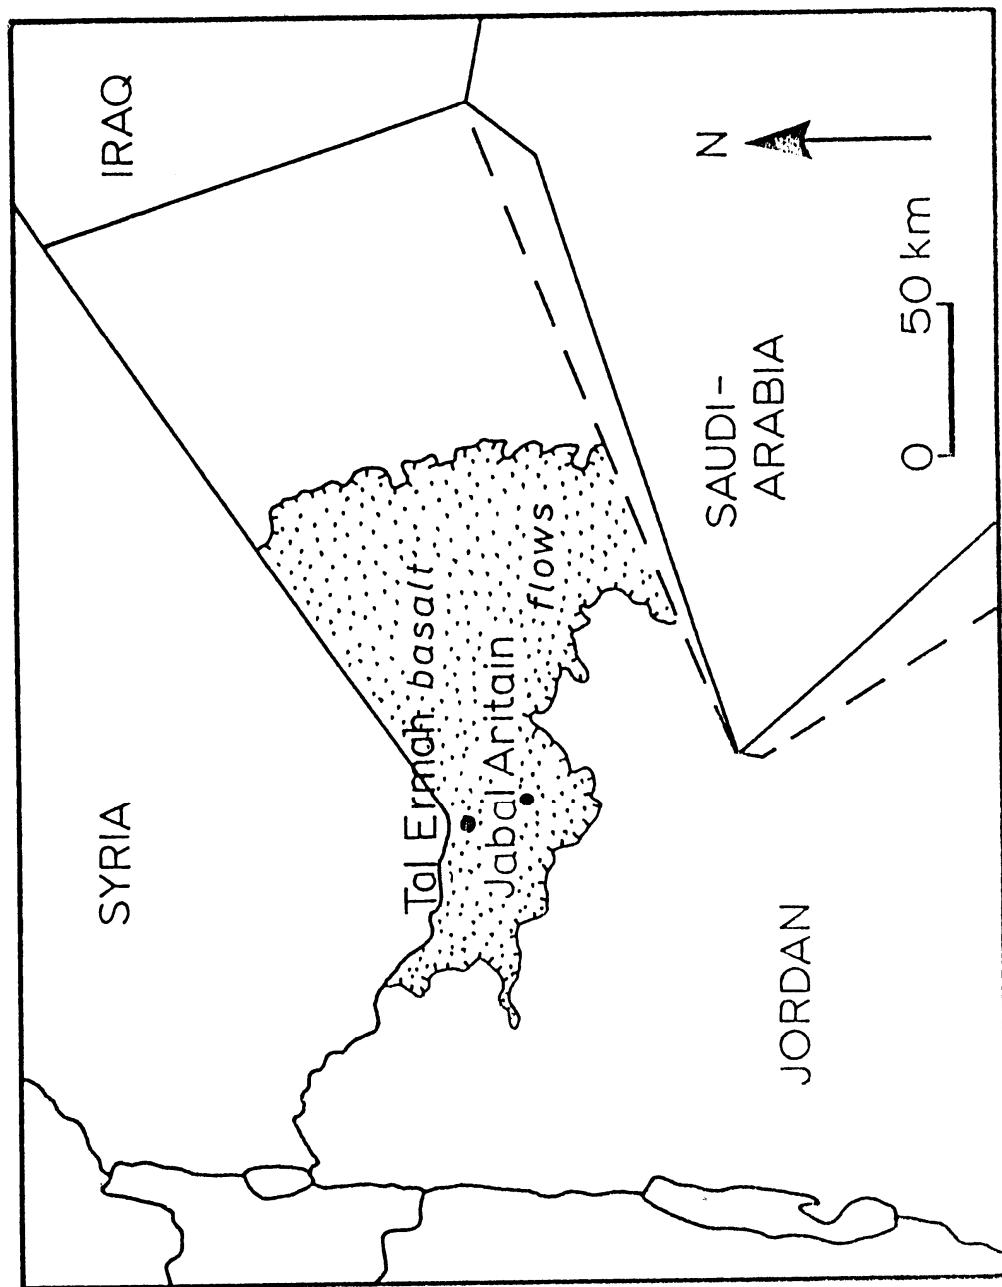 SYRIA
IRAQ
Tal Ermah
basalt
Jabal Aritain
flows
JORDAN
SAUDI-
ARABIA
N
0 50 km